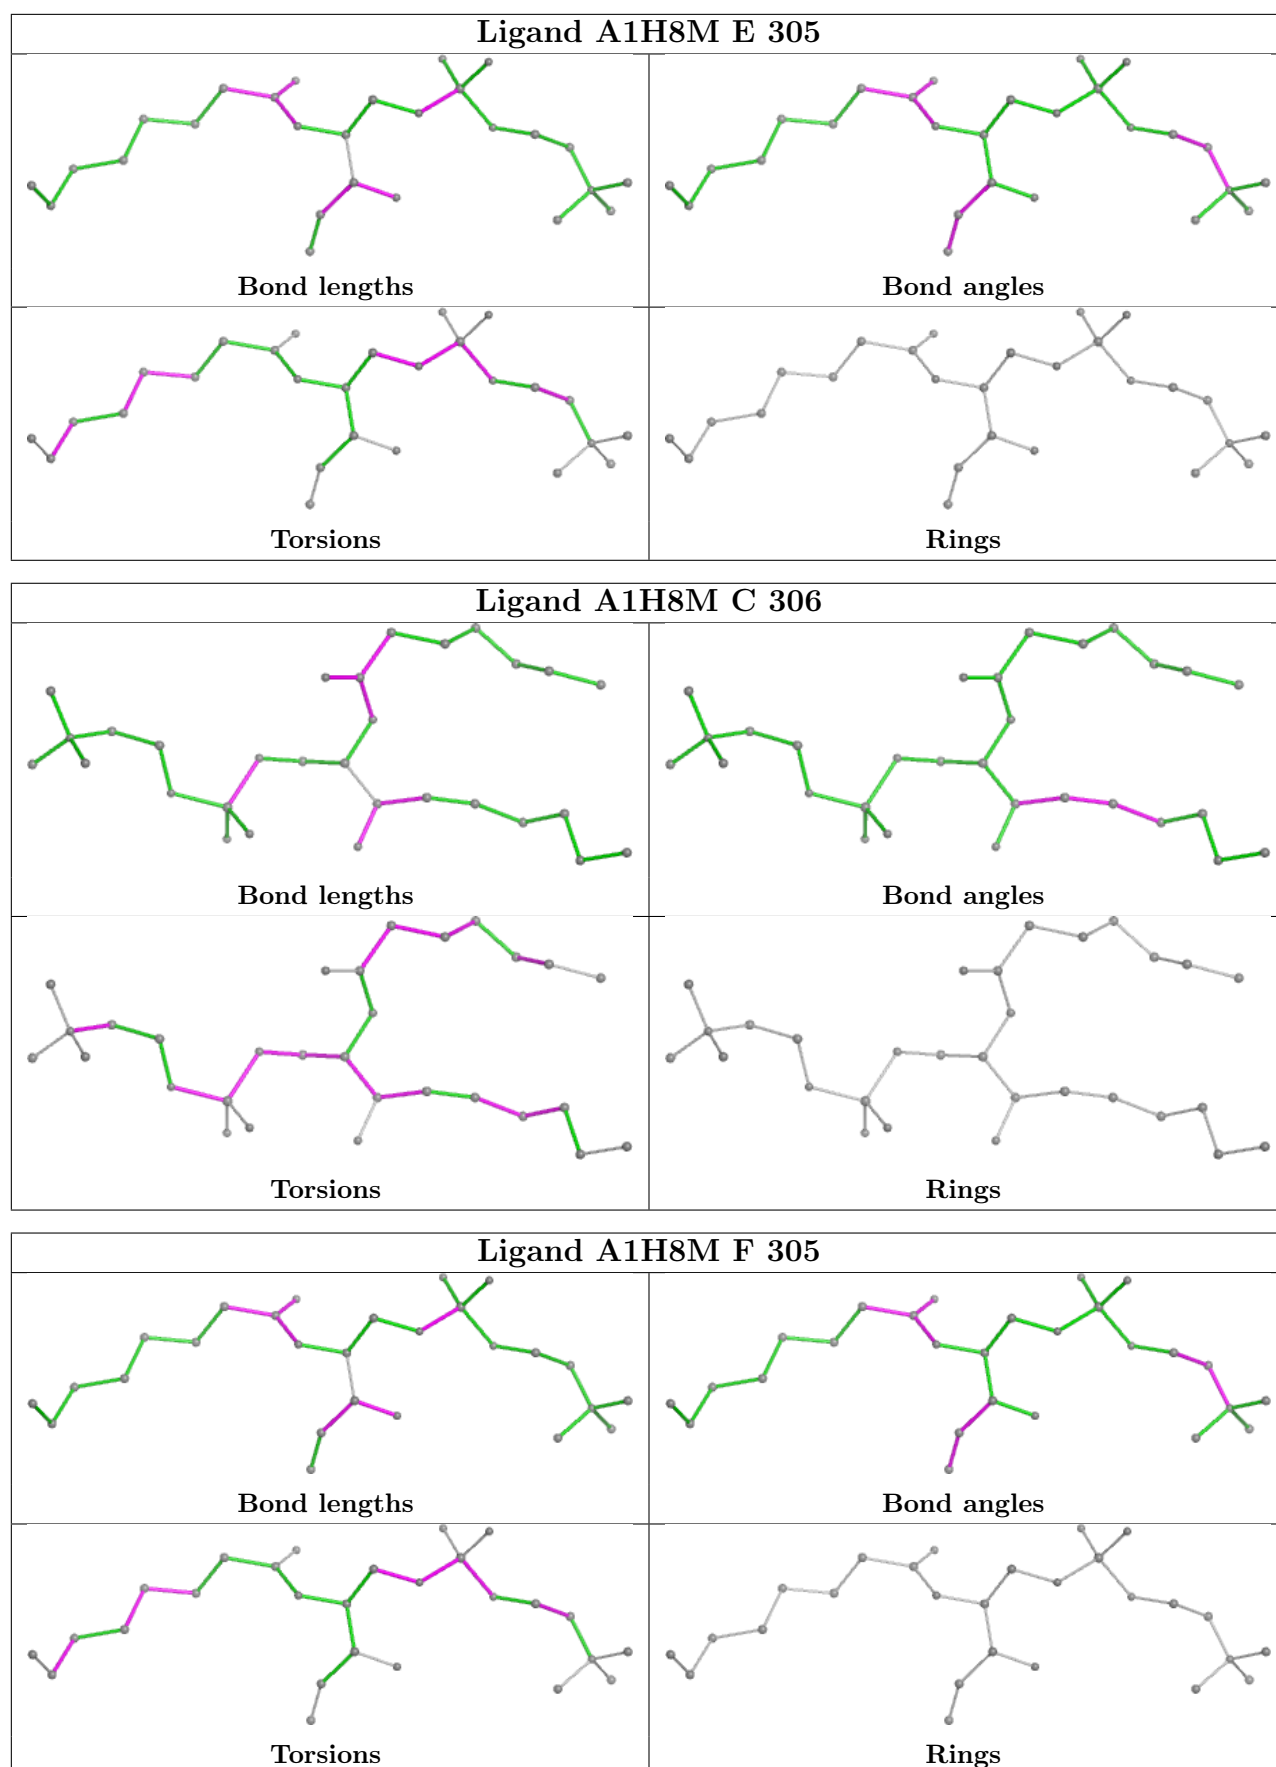 Ligand A1H8M E 305
Bond lengths
Bond angles
Torsions
Rings
Ligand A1H8M C 306
Bond lengths
Bond angles
Torsions
Rings
Ligand A1H8M F 305
Bond lengths
Bond angles
Torsions
Rings